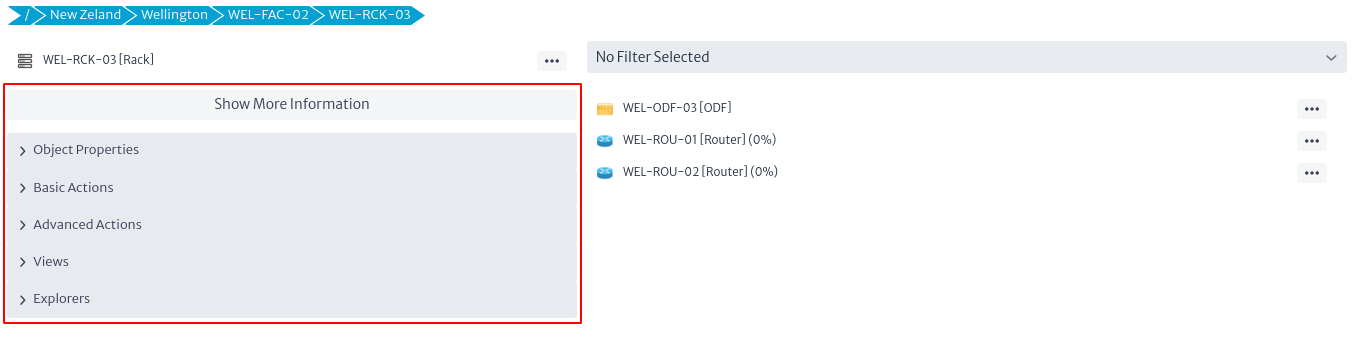 / New Zeland Wellington WEL-FAC-02 WEL-RCK-03
WEL-RCK-03 [Rack]
Show More Information
Object Properties
Basic Actions
Advanced Actions
Views
Explorers
No Filter Selected
WEL-ODF-03 [ODF]
WEL-ROU-01 [Router] (0%)
WEL-ROU-02 [Router] (0%)